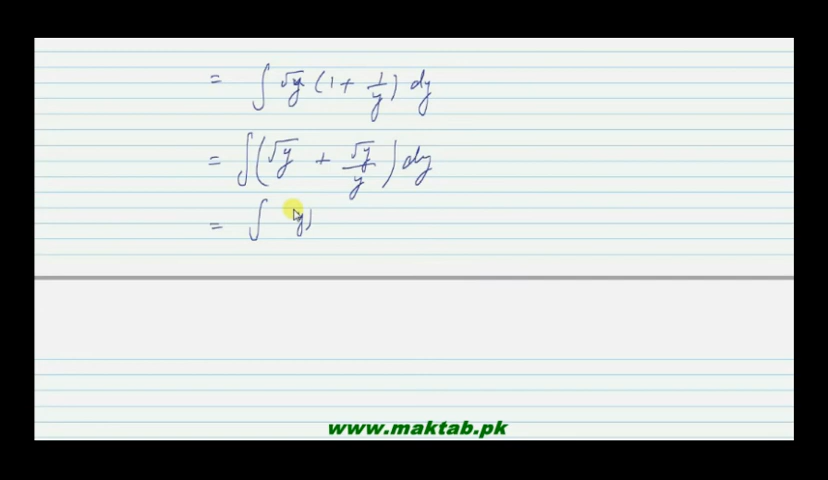 = ∫ √y (1 + 1/y) dy
= ∫ (√y + √y/y) dy
= ∫ y
www.maktab.pk